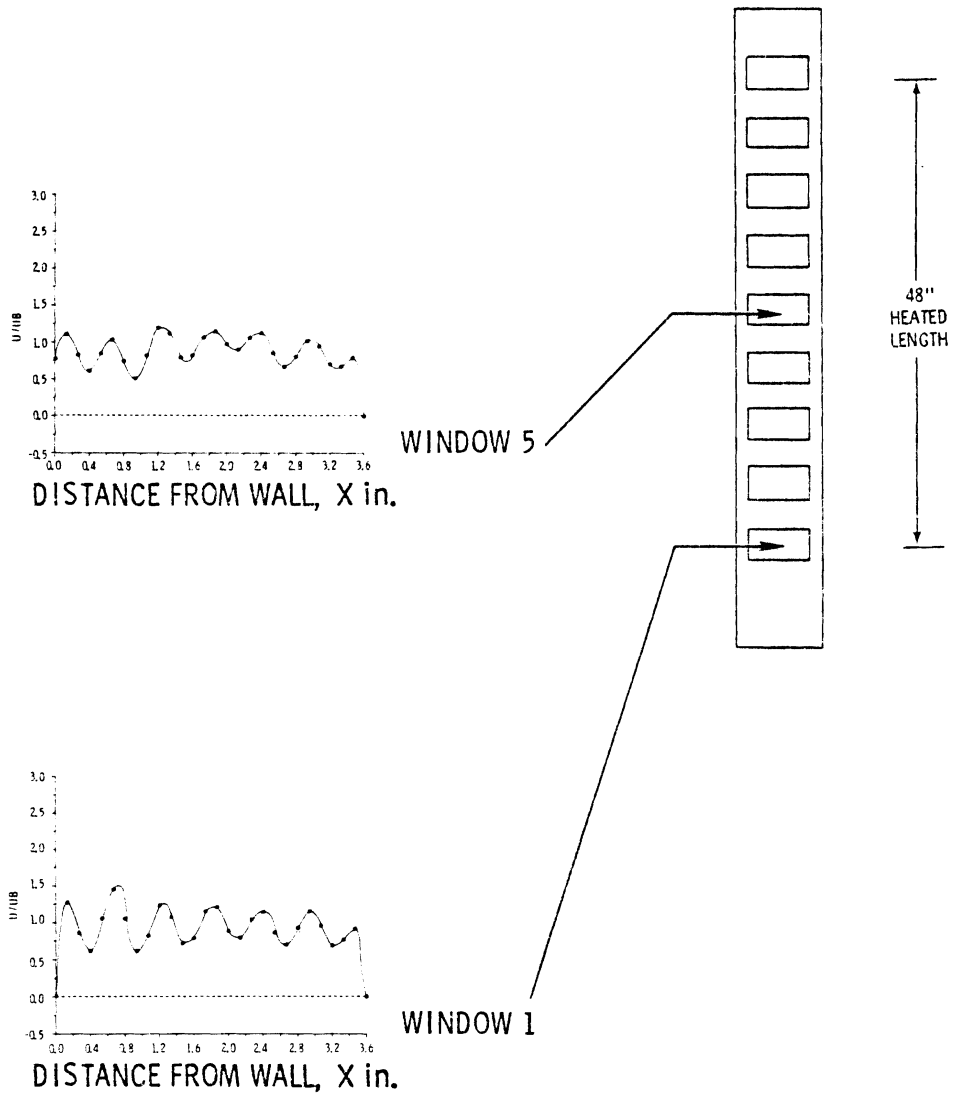 3.0
2.5
2.0
1.5
1.0
0.5
0.0
-0.5
U/UB
0.0 0.4 0.8 1.2 1.6 2.0 2.4 2.8 3.2 3.6
DISTANCE FROM WALL, X in.
WINDOW 5
48"
HEATED
LENGTH
3.0
2.5
2.0
1.5
1.0
0.5
0.0
-0.5
U/UB
0.0 0.4 0.8 1.2 1.6 2.0 2.4 2.8 3.2 3.6
DISTANCE FROM WALL, X in.
WINDOW 1